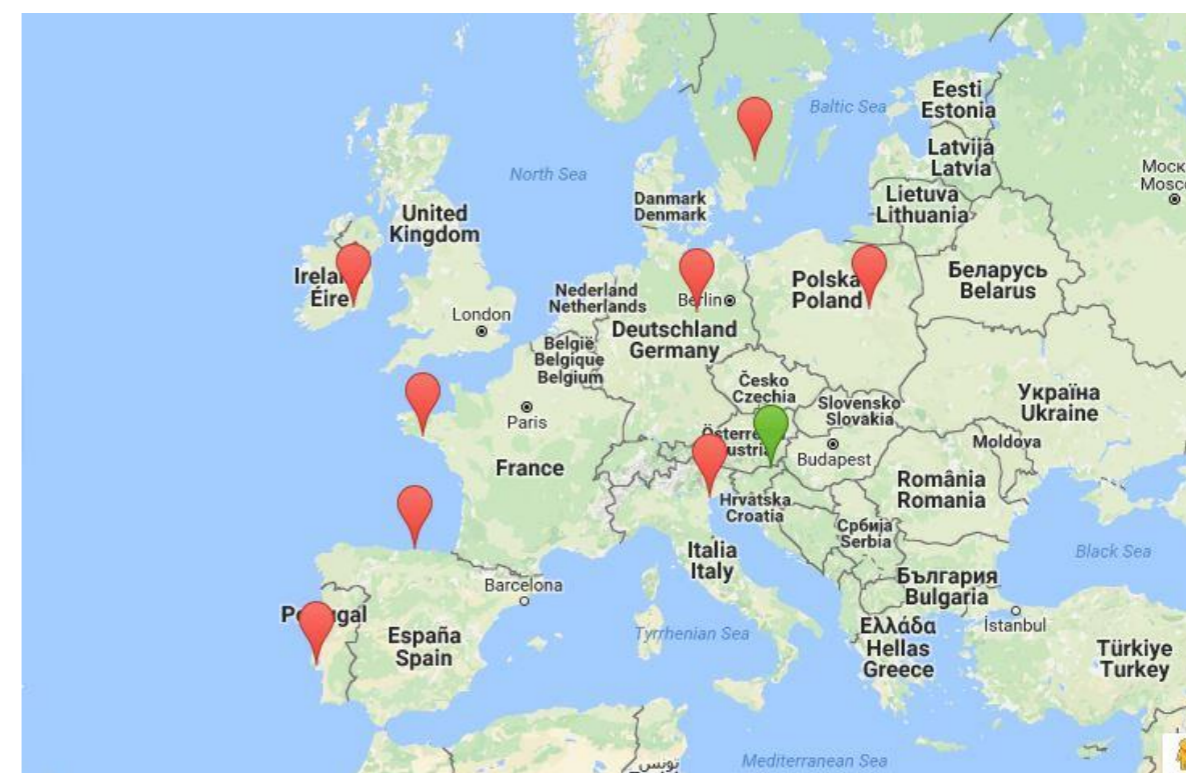 Eesti
Estonia
Baltic Sea
Latvija
Latvia
Моск
Mosc
North Sea
Danmark
Denmark
Lietuva
Lithuania
United
Kingdom
Беларусь
Belarus
Polska
Poland
Éire
Nederland
Netherlands
Berlin
London
Deutschland
Germany
België
Belgique
Belgium
Česko
Czechia
Slovensko
Slovakia
Україна
Ukraine
Paris
Moldova
Budapest
France
România
Romania
Hrvatska
Croatia
Србија
Serbia
Italia
Italy
Black Sea
България
Bulgaria
Barcelona
İstanbul
España
Spain
Tyrrhenian Sea
Ελλάδα
Hellas
Greece
Türkiye
Turkey
تونس
Mediterranean Sea